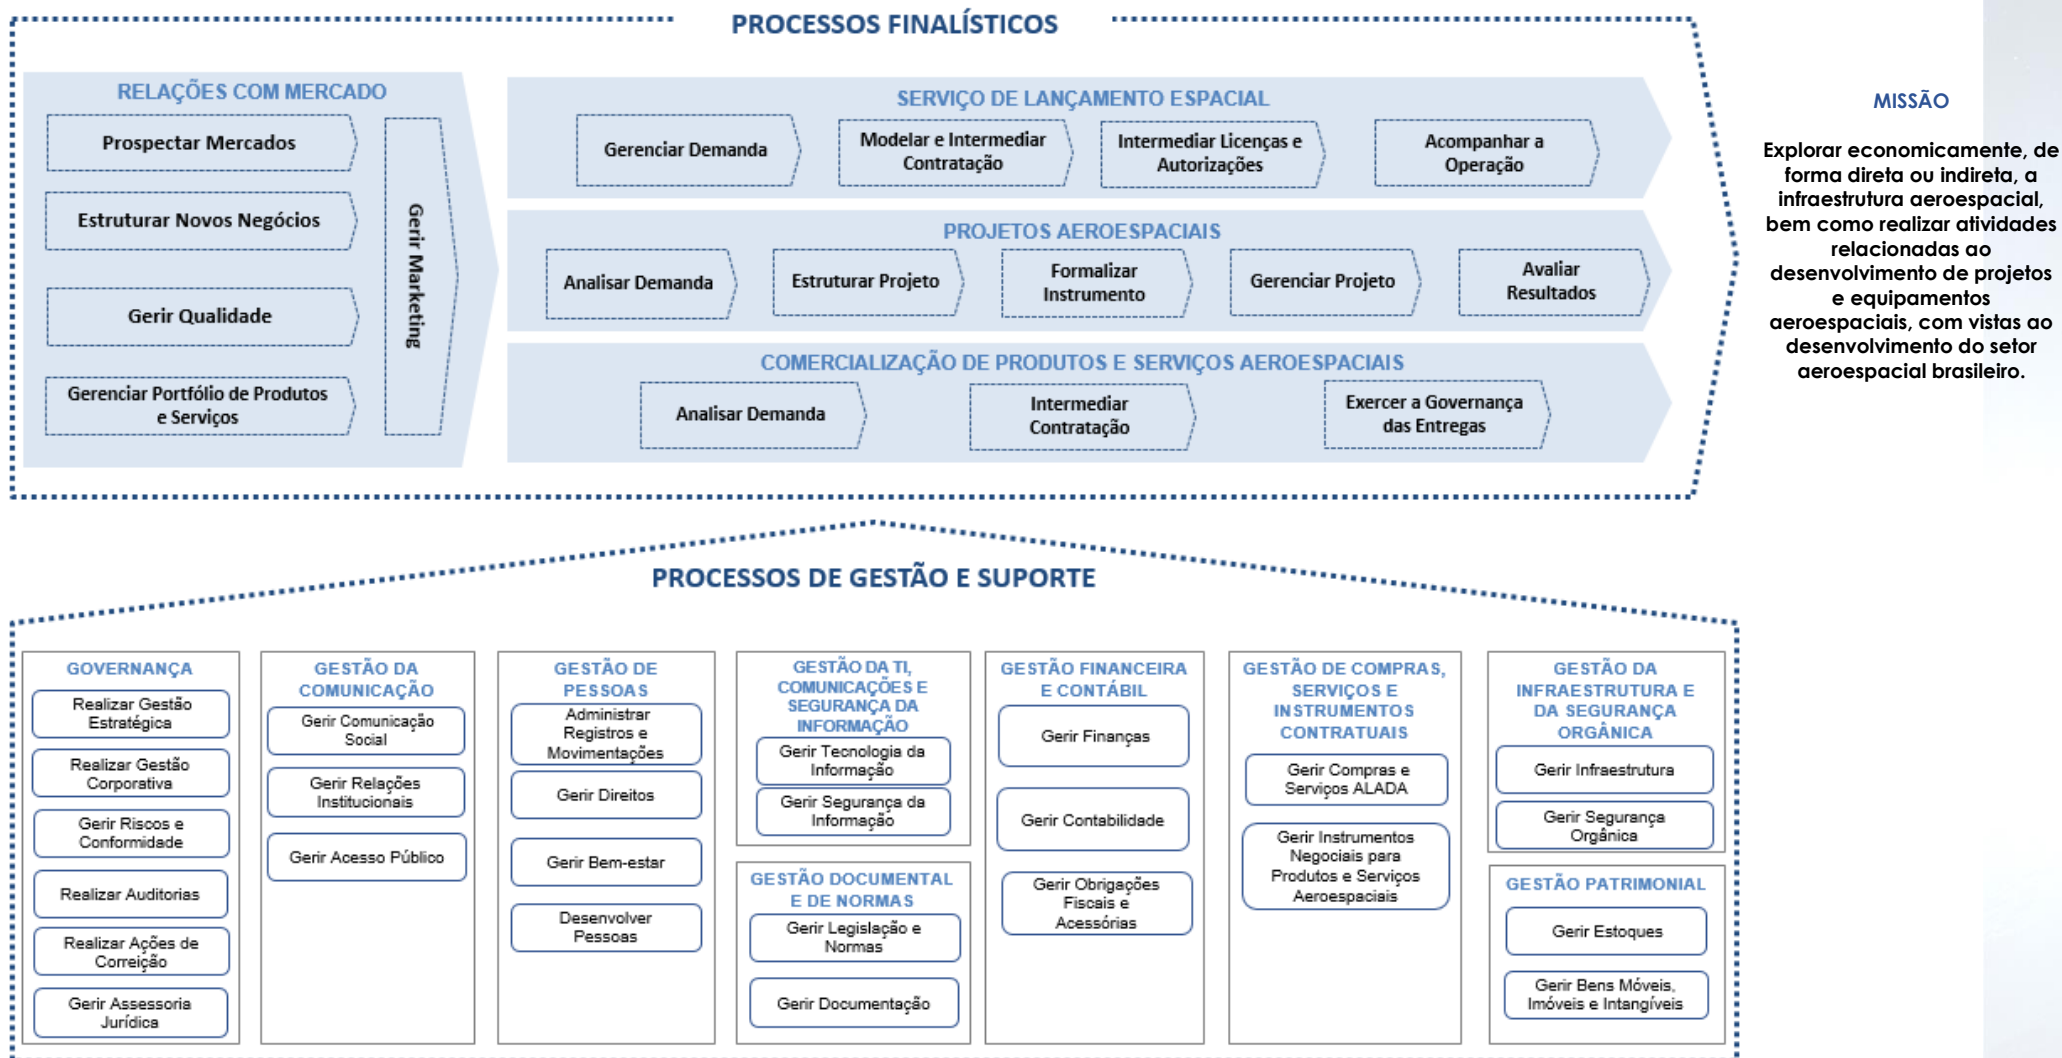 PROCESSOS FINALÍSTICOS
RELAÇÕES COM MERCADO
Prospectar Mercados
Estruturar Novos Negócios
Gerir Qualidade
Gerenciar Portfólio de Produtos
e Serviços
Gerir Marketing
SERVIÇO DE LANÇAMENTO ESPACIAL
Gerenciar Demanda
Modelar e Intermediar
Contratação
Intermediar Licenças e
Autorizações
Acompanhar a
Operação
PROJETOS AEROESPACIAIS
Analisar Demanda
Estruturar Projeto
Formalizar
Instrumento
Gerenciar Projeto
Avaliar
Resultados
COMERCIALIZAÇÃO DE PRODUTOS E SERVIÇOS AEROESPACIAIS
Analisar Demanda
Intermediar
Contratação
Exercer a Governança
das Entregas
MISSÃO
Explorar economicamente, de
forma direta ou indireta, a
infraestrutura aeroespacial,
bem como realizar atividades
relacionadas ao
desenvolvimento de projetos
e equipamentos
aeroespaciais, com vistas ao
desenvolvimento do setor
aeroespacial brasileiro.
PROCESSOS DE GESTÃO E SUPORTE
GOVERNANÇA
Realizar Gestão
Estratégica
Realizar Gestão
Corporativa
Gerir Riscos e
Conformidade
Realizar Auditorias
Realizar Ações de
Correição
Gerir Assessoria
Jurídica
GESTÃO DA
COMUNICAÇÃO
Gerir Comunicação
Social
Gerir Relações
Institucionais
Gerir Acesso Público
GESTÃO DE
PESSOAS
Administrar
Registros e
Movimentações
Gerir Direitos
Gerir Bem-estar
Desenvolver
Pessoas
GESTÃO DA TI,
COMUNICAÇÕES E
SEGURANÇA DA
INFORMAÇÃO
Gerir Tecnologia da
Informação
Gerir Segurança da
Informação
GESTÃO DOCUMENTAL
E DE NORMAS
Gerir Legislação e
Normas
Gerir Documentação
GESTÃO FINANCEIRA
E CONTÁBIL
Gerir Finanças
Gerir Contabilidade
Gerir Obrigações
Fiscais e
Acessórias
GESTÃO DE COMPRAS,
SERVIÇOS E
INSTRUMENTOS
CONTRATUAIS
Gerir Compras e
Serviços ALADA
Gerir Instrumentos
Negociais para
Produtos e Serviços
Aeroespaciais
GESTÃO DA
INFRAESTRUTURA E
DA SEGURANÇA
ORGÂNICA
Gerir Infraestrutura
Gerir Segurança
Orgânica
GESTÃO PATRIMONIAL
Gerir Estoques
Gerir Bens Móveis,
Imóveis e Intangíveis